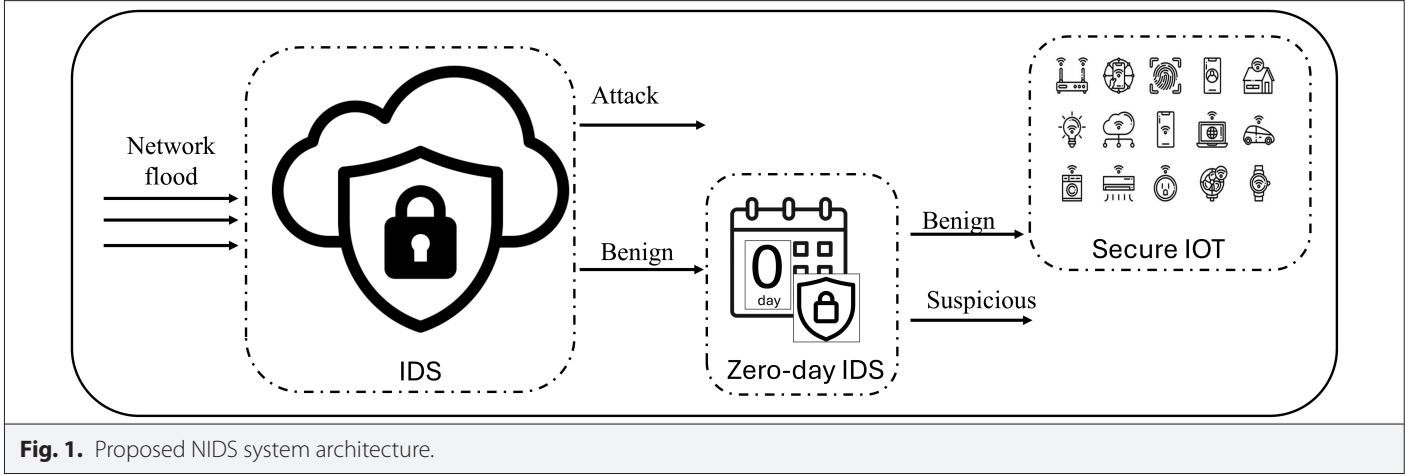 Network
flood
Attack
Benign
IDS
0
day
Zero-day IDS
Benign
Suspicious
Secure IOT
Fig. 1. Proposed NIDS system architecture.